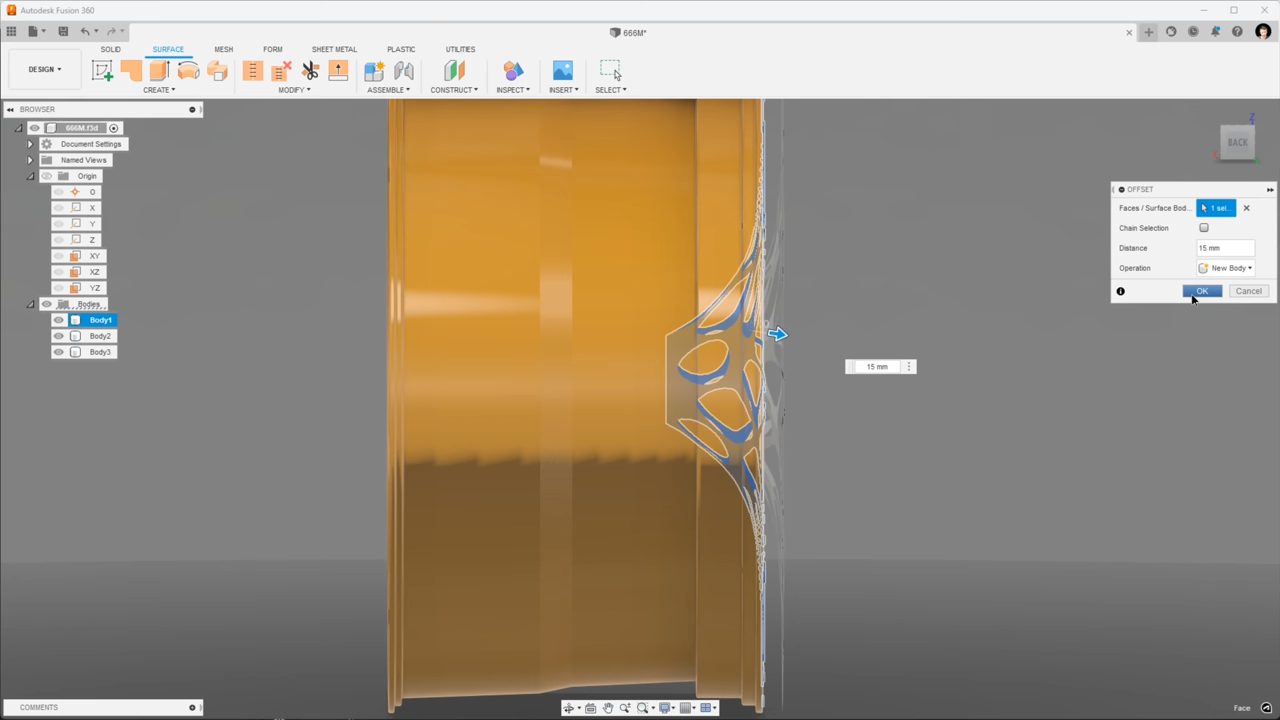 Autodesk Fusion 360
666M*
DESIGN
SOLID SURFACE MESH FORM SHEET METAL PLASTIC UTILITIES
CREATE MODIFY ASSEMBLE CONSTRUCT INSPECT INSERT SELECT
BROWSER
666M.f3d
Document Settings
Named Views
Origin
O
X
Y
Z
XY
XZ
YZ
Bodies
Body1
Body2
Body3
Z
BACK
OFFSET
Faces / Surface Bod... 1 sel...
Chain Selection
Distance 15 mm
Operation New Body
OK Cancel
15 mm
COMMENTS
Face